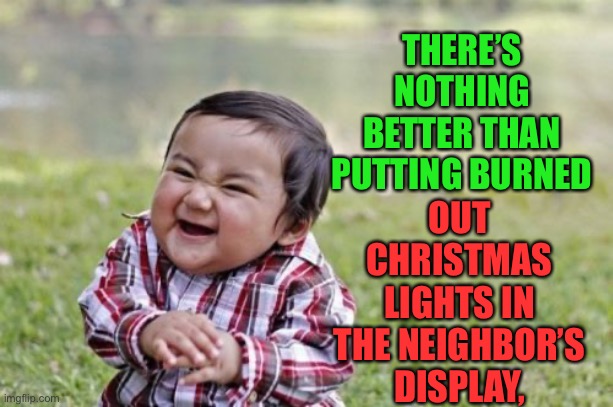 THERE’S
NOTHING
BETTER THAN
PUTTING BURNED
OUT
CHRISTMAS
LIGHTS IN
THE NEIGHBOR’S
DISPLAY,
imgflip.com